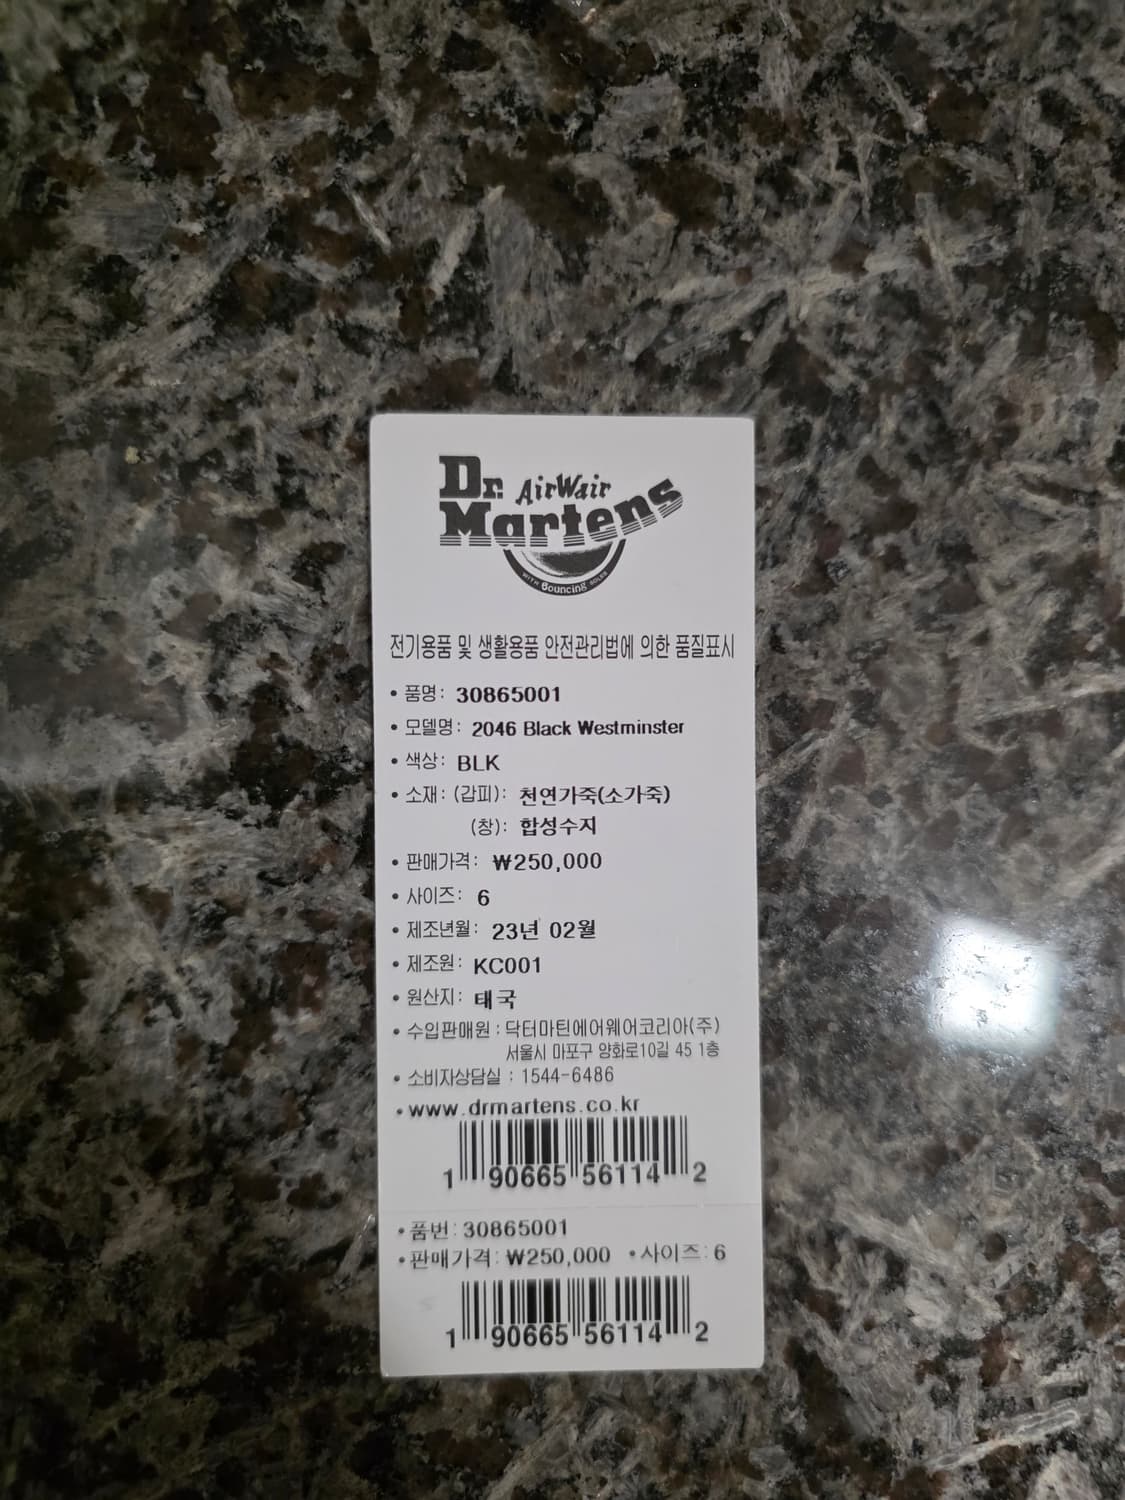 Dr. AirWair
Martens
WITH Bouncing SOLES
전기용품 및 생활용품 안전관리법에 의한 품질표시
• 품명: 30865001
• 모델명: 2046 Black Westminster
• 색상: BLK
• 소재: (갑피): 천연가죽(소가죽)
(창): 합성수지
• 판매가격: ₩250,000
• 사이즈: 6
• 제조년월: 23년 02월
• 제조원: KC001
• 원산지: 태국
• 수입판매원: 닥터마틴에어웨어코리아(주)
서울시 마포구 양화로10길 45 1층
• 소비자상담실 : 1544-6486
• www.drmartens.co.kr
1 90665 56114 2
• 품번: 30865001
• 판매가격: ₩250,000 • 사이즈: 6
1 90665 56114 2